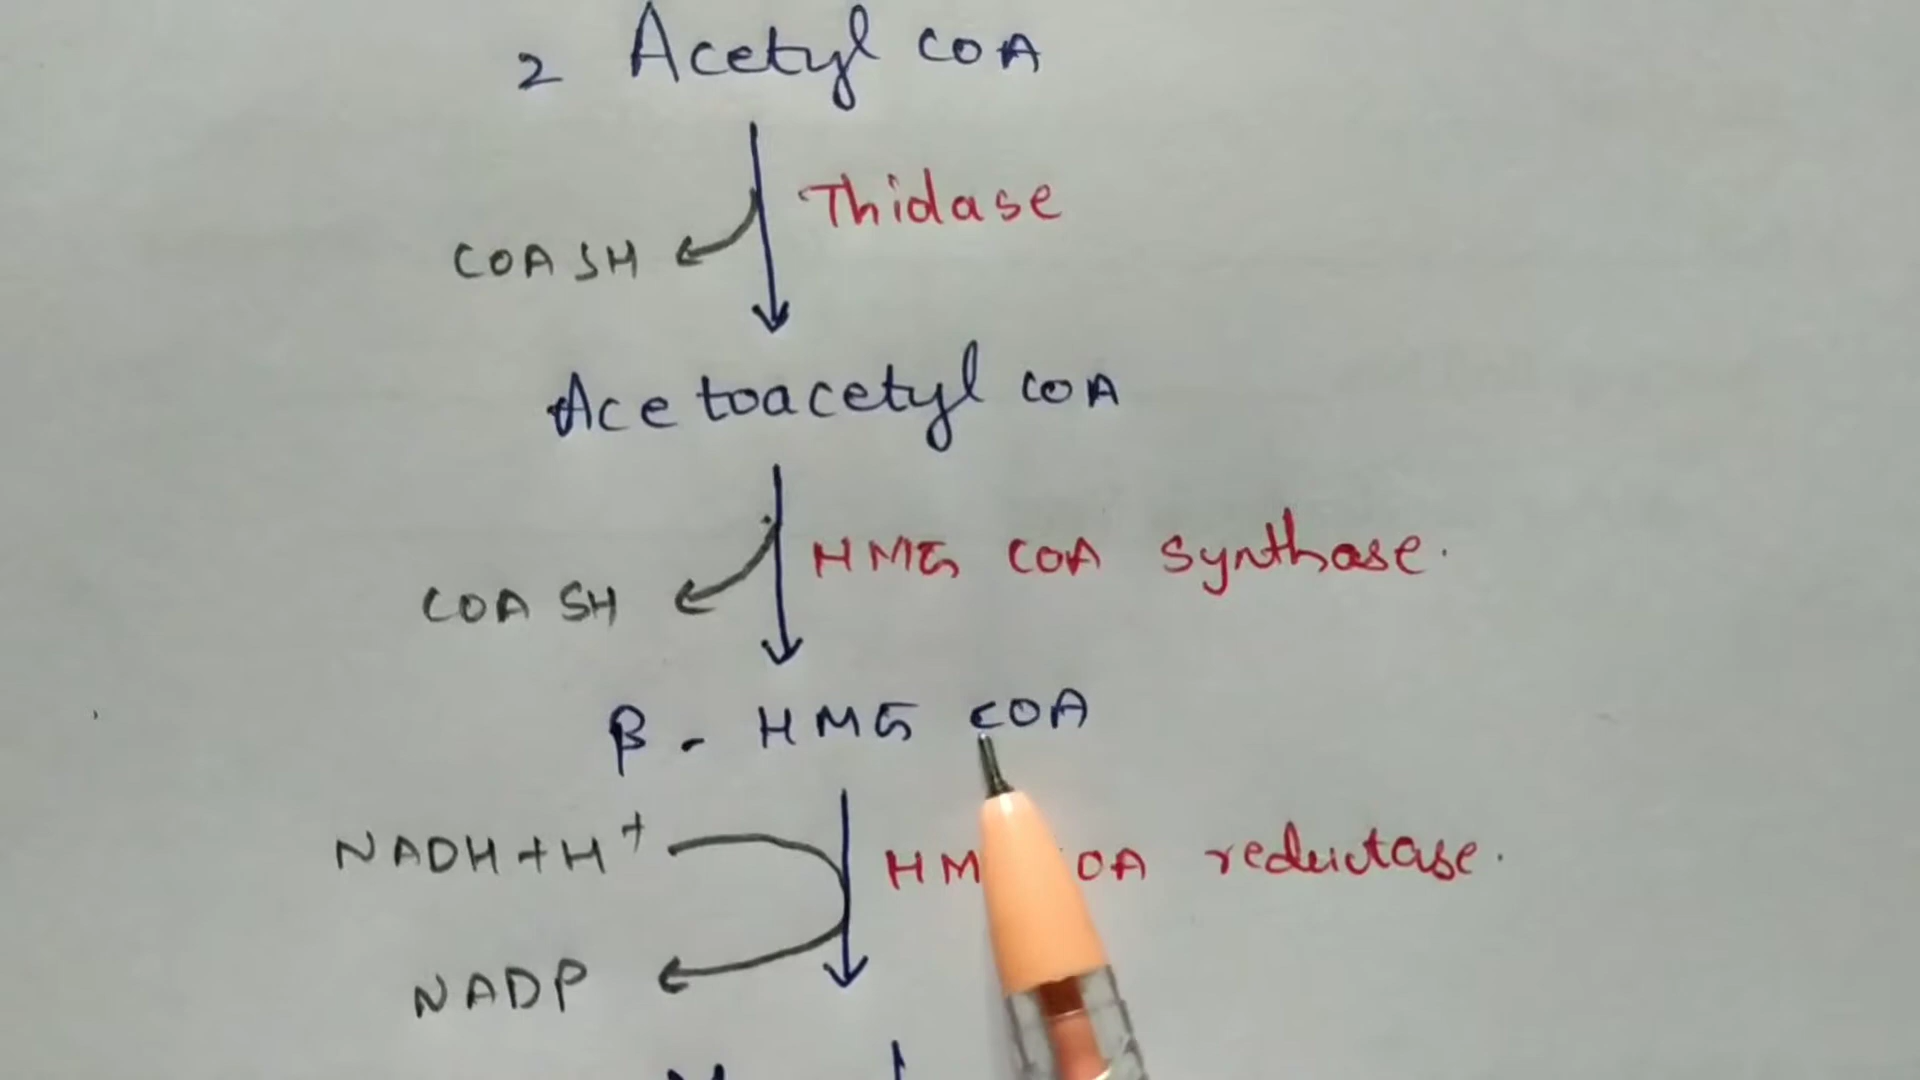 2 Acetyl COA
Thidase
COA SH
Acetoacetyl COA
HMG COA Synthase.
COA SH
β - HMG COA
NADH + H+
HM OA reductase.
NADP